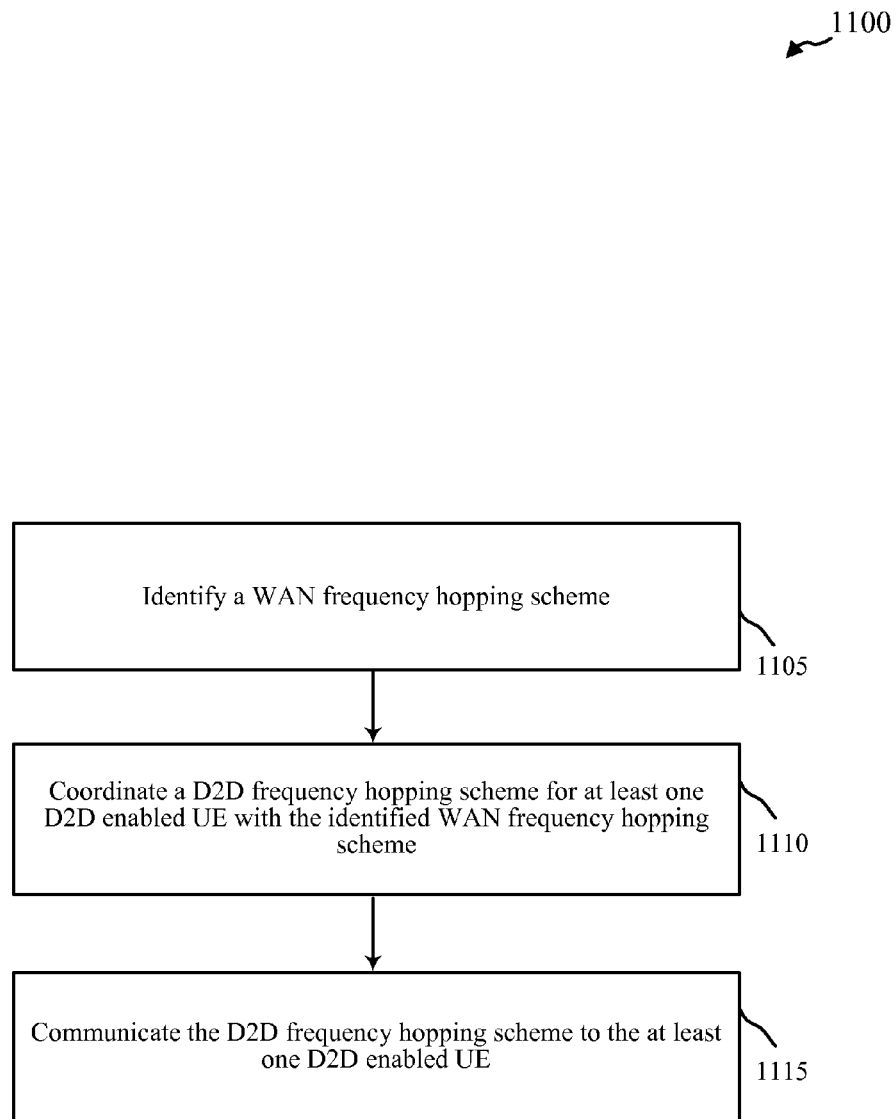 1100
Identify a WAN frequency hopping scheme
1105
Coordinate a D2D frequency hopping scheme for at least one
D2D enabled UE with the identified WAN frequency hopping
scheme
1110
Communicate the D2D frequency hopping scheme to the at least
one D2D enabled UE
1115